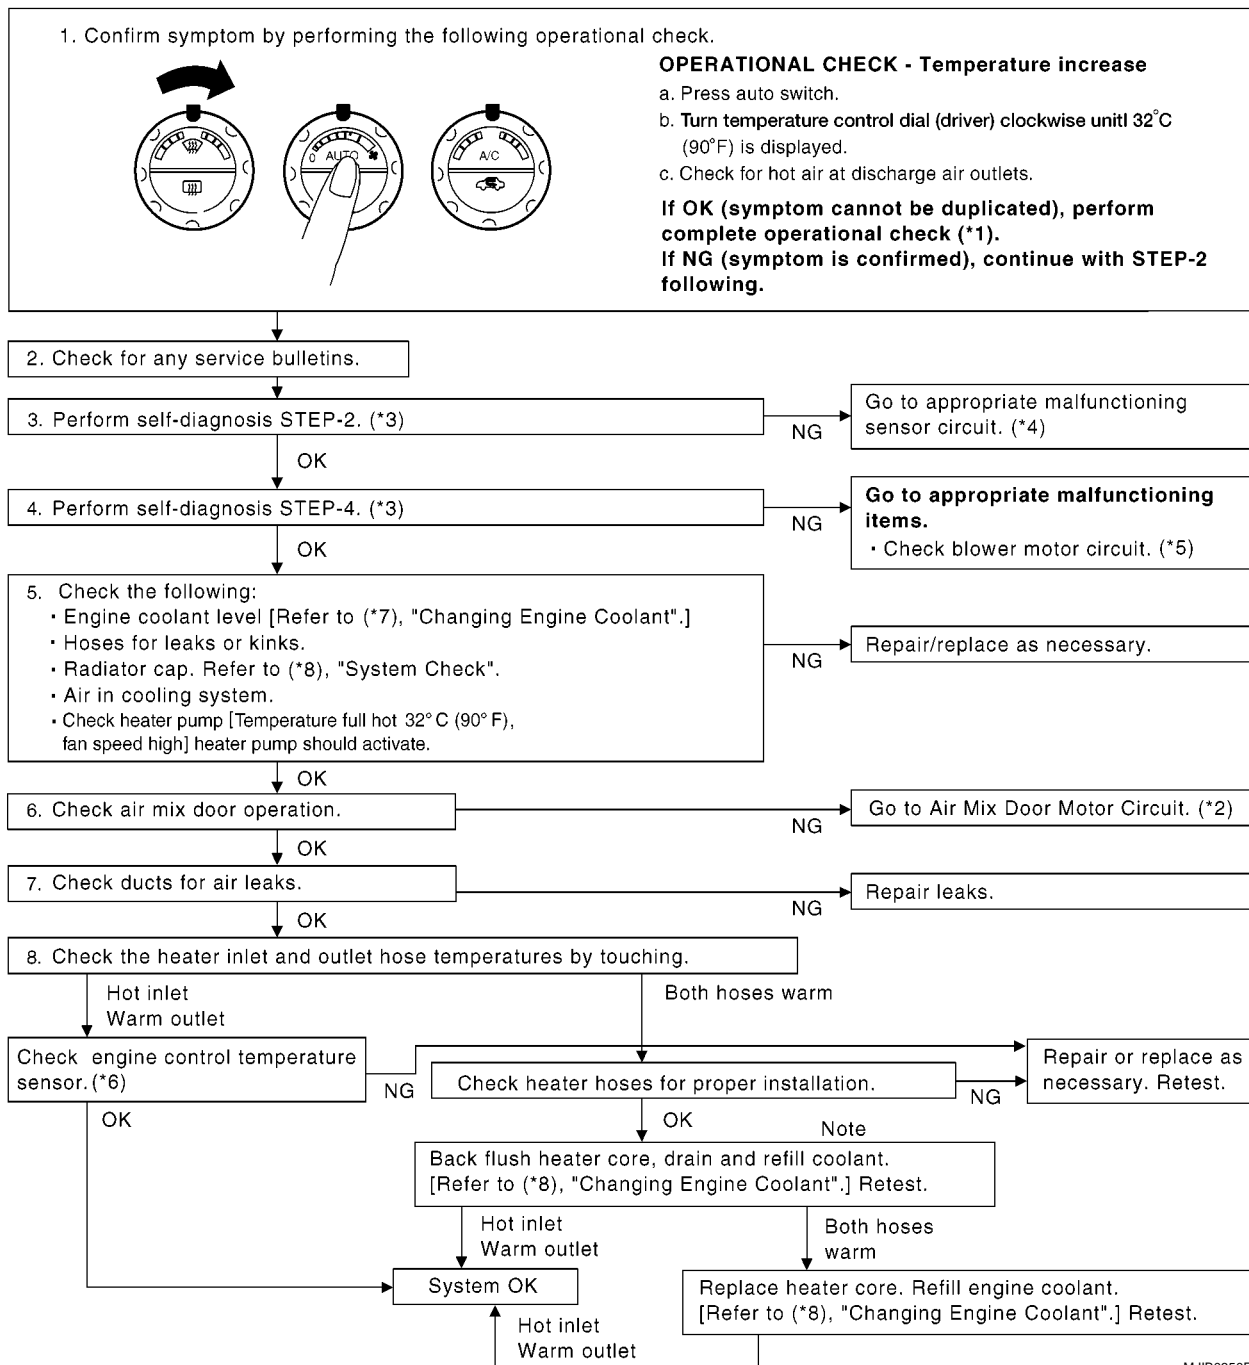 1. Confirm symptom by performing the following operational check.
0 AUTO
A/C
OPERATIONAL CHECK - Temperature increase
a. Press auto switch.
b. Turn temperature control dial (driver) clockwise unitl 32°C
(90°F) is displayed.
c. Check for hot air at discharge air outlets.
If OK (symptom cannot be duplicated), perform
complete operational check (*1).
If NG (symptom is confirmed), continue with STEP-2
following.
2. Check for any service bulletins.
3. Perform self-diagnosis STEP-2. (*3)
NG
Go to appropriate malfunctioning
sensor circuit. (*4)
OK
4. Perform self-diagnosis STEP-4. (*3)
NG
Go to appropriate malfunctioning
items.
· Check blower motor circuit. (*5)
OK
5. Check the following:
· Engine coolant level [Refer to (*7), "Changing Engine Coolant".]
· Hoses for leaks or kinks.
· Radiator cap. Refer to (*8), "System Check".
· Air in cooling system.
· Check heater pump [Temperature full hot 32°C (90°F),
fan speed high] heater pump should activate.
NG
Repair/replace as necessary.
OK
6. Check air mix door operation.
NG
Go to Air Mix Door Motor Circuit. (*2)
OK
7. Check ducts for air leaks.
NG
Repair leaks.
OK
8. Check the heater inlet and outlet hose temperatures by touching.
Hot inlet
Warm outlet
Both hoses warm
Check engine control temperature
sensor. (*6)
NG
Check heater hoses for proper installation.
NG
Repair or replace as
necessary. Retest.
OK
OK
Note
Back flush heater core, drain and refill coolant.
[Refer to (*8), "Changing Engine Coolant".] Retest.
Hot inlet
Warm outlet
Both hoses
warm
System OK
Replace heater core. Refill engine coolant.
[Refer to (*8), "Changing Engine Coolant".] Retest.
Hot inlet
Warm outlet